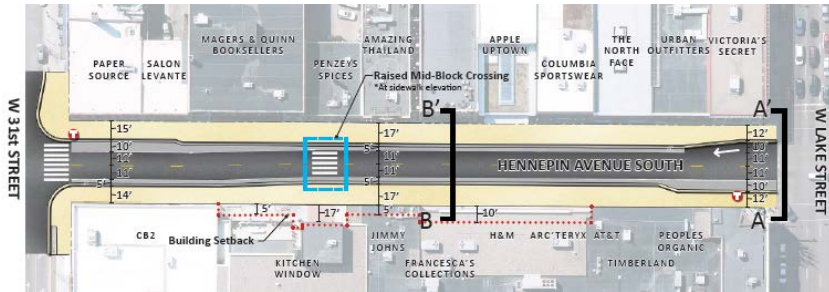 MAGERS & QUINN
BOOKSELLERS
AMAZING
THAILAND
APPLE
UPTOWN
THE
NORTH
FACE
URBAN
OUTFITTERS
VICTORIA'S
SECRET
PAPER
SOURCE
SALON
LEVANTE
PENZEYS
SPICES
COLUMBIA
SPORTSWEAR
Raised Mid-Block Crossing
*At sidewalk elevation
B'
A'
W 31st STREET
W LAKE STREET
15'
10'
11'
11'
5'
14'
17'
5'
11'
11'
5'
17'
5'
HENNEPIN AVENUE SOUTH
12'
10'
11'
11'
10'
12'
T
T
B
A
5'
17'
10'
Building Setback
CB2
KITCHEN
WINDOW
JIMMY
JOHNS
FRANCESCA'S
COLLECTIONS
H&M
ARC'TERYX
AT&T
TIMBERLAND
PEOPLES
ORGANIC